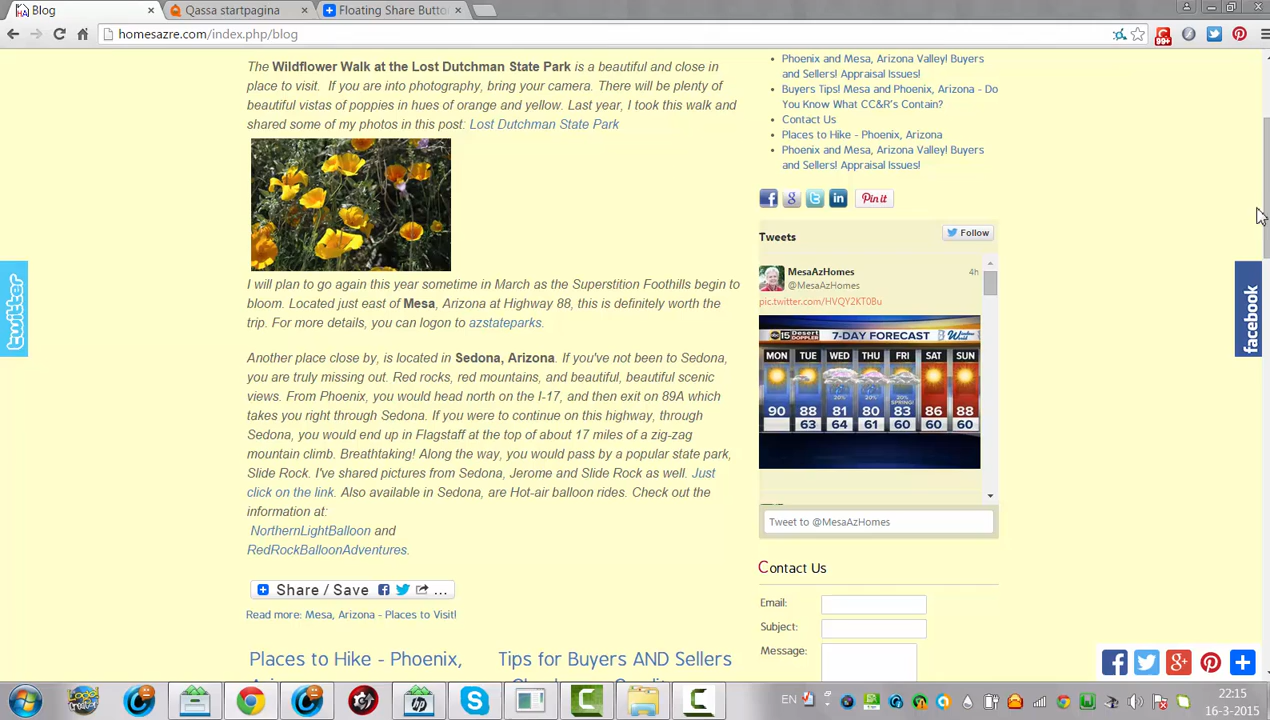 Blog
Qassa startpagina
Floating Share Butto
homesazre.com/index.php/blog
99+
The Wildflower Walk at the Lost Dutchman State Park is a beautiful and close in
place to visit. If you are into photography, bring your camera. There will be plenty of
beautiful vistas of poppies in hues of orange and yellow. Last year, I took this walk and
shared some of my photos in this post: Lost Dutchman State Park
I will plan to go again this year sometime in March as the Superstition Foothills begin to
bloom. Located just east of Mesa, Arizona at Highway 88, this is definitely worth the
trip. For more details, you can logon to azstateparks.
Another place close by, is located in Sedona, Arizona. If you've not been to Sedona,
you are truly missing out. Red rocks, red mountains, and beautiful, beautiful scenic
views. From Phoenix, you would head north on the I-17, and then exit on 89A which
takes you right through Sedona. If you were to continue on this highway, through
Sedona, you would end up in Flagstaff at the top of about 17 miles of a zig-zag
mountain climb. Breathtaking! Along the way, you would pass by a popular state park,
Slide Rock. I've shared pictures from Sedona, Jerome and Slide Rock as well. Just
click on the link. Also available in Sedona, are Hot-air balloon rides. Check out the
information at:
NorthernLightBalloon and
RedRockBalloonAdventures.
Share / Save
Read more: Mesa, Arizona - Places to Visit!
Places to Hike - Phoenix,
Tips for Buyers AND Sellers
Phoenix and Mesa, Arizona Valley! Buyers
and Sellers! Appraisal Issues!
Buyers Tips! Mesa and Phoenix, Arizona - Do
You Know What CC&R's Contain?
Contact Us
Places to Hike - Phoenix, Arizona
Phoenix and Mesa, Arizona Valley! Buyers
and Sellers! Appraisal Issues!
Pin it
Tweets
Follow
MesaAzHomes 4h
@MesaAzHomes
pic.twitter.com/HVQY2KT0Bu
7-DAY FORECAST
MON TUE WED THU FRI SAT SUN
20% 20% SPRING!
90 88 81 80 83 86 88
63 64 61 60 60 60
Tweet to @MesaAzHomes
Contact Us
Email:
Subject:
Message:
twitter
facebook
EN
22:15
16-3-2015